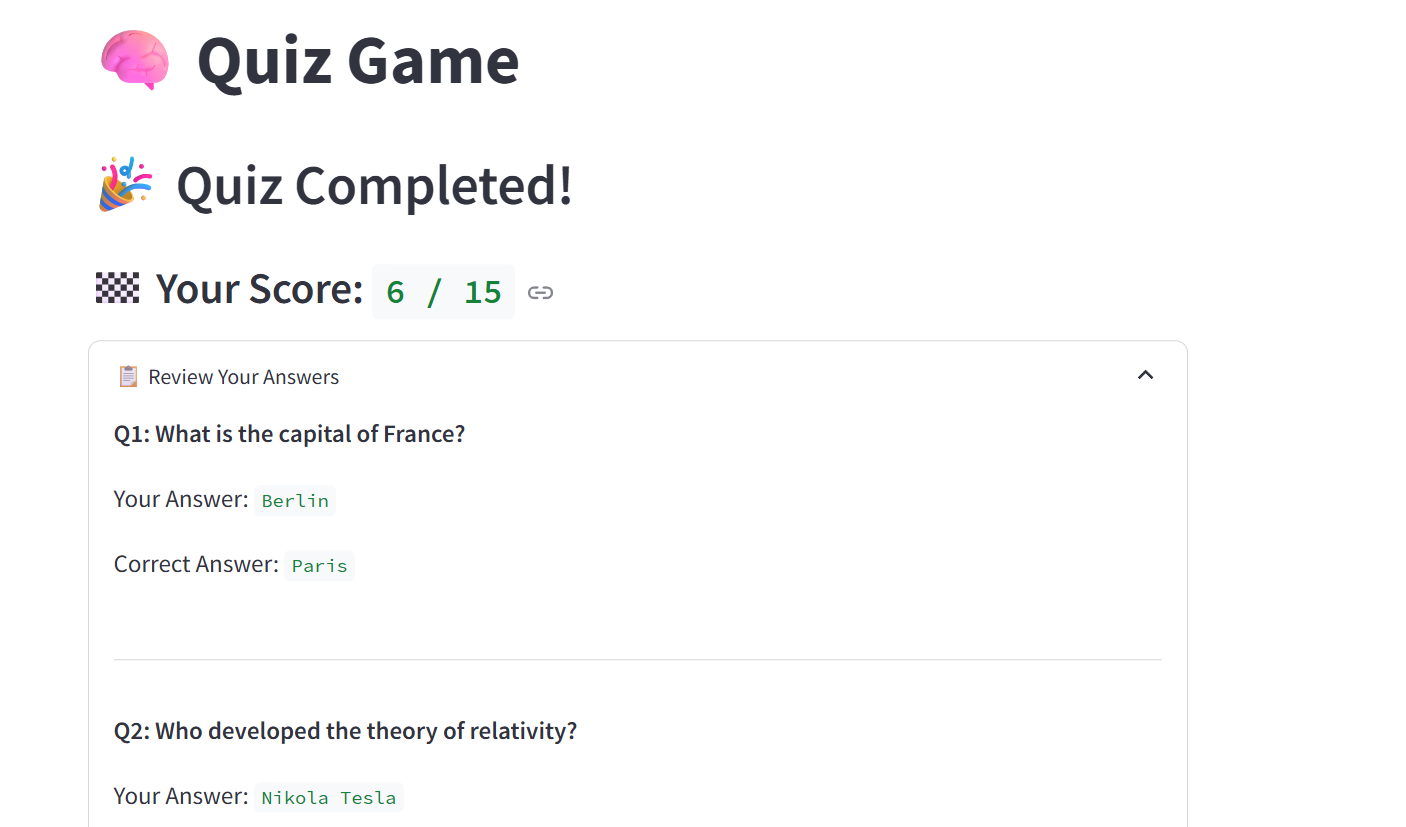 Quiz Game
Quiz Completed!
Your Score: 6 / 15
Review Your Answers
Q1: What is the capital of France?
Your Answer: Berlin
Correct Answer: Paris
Q2: Who developed the theory of relativity?
Your Answer: Nikola Tesla